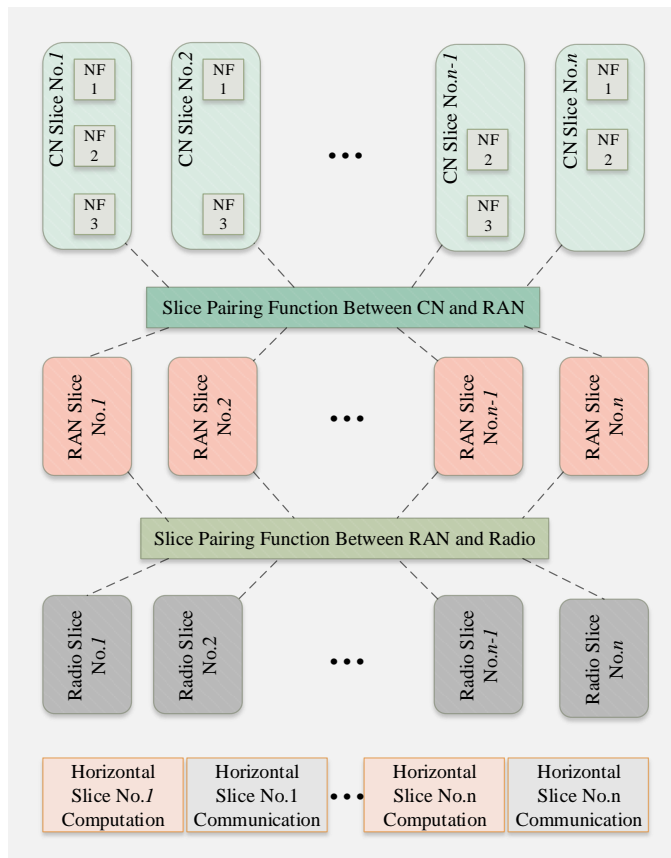 CN Slice No.1
NF
1
NF
2
NF
3
CN Slice No.2
NF
1
NF
3
...
CN Slice No.n-1
NF
2
NF
3
CN Slice No.n
NF
1
NF
2
Slice Pairing Function Between CN and RAN
RAN Slice
No.1
RAN Slice
No.2
...
RAN Slice
No.n-1
RAN Slice
No.n
Slice Pairing Function Between RAN and Radio
Radio Slice
No.1
Radio Slice
No.2
...
Radio Slice
No.n-1
Radio Slice
No.n
Horizontal
Slice No.1
Computation
Horizontal
Slice No.1
Communication
...
Horizontal
Slice No.n
Computation
Horizontal
Slice No.n
Communication